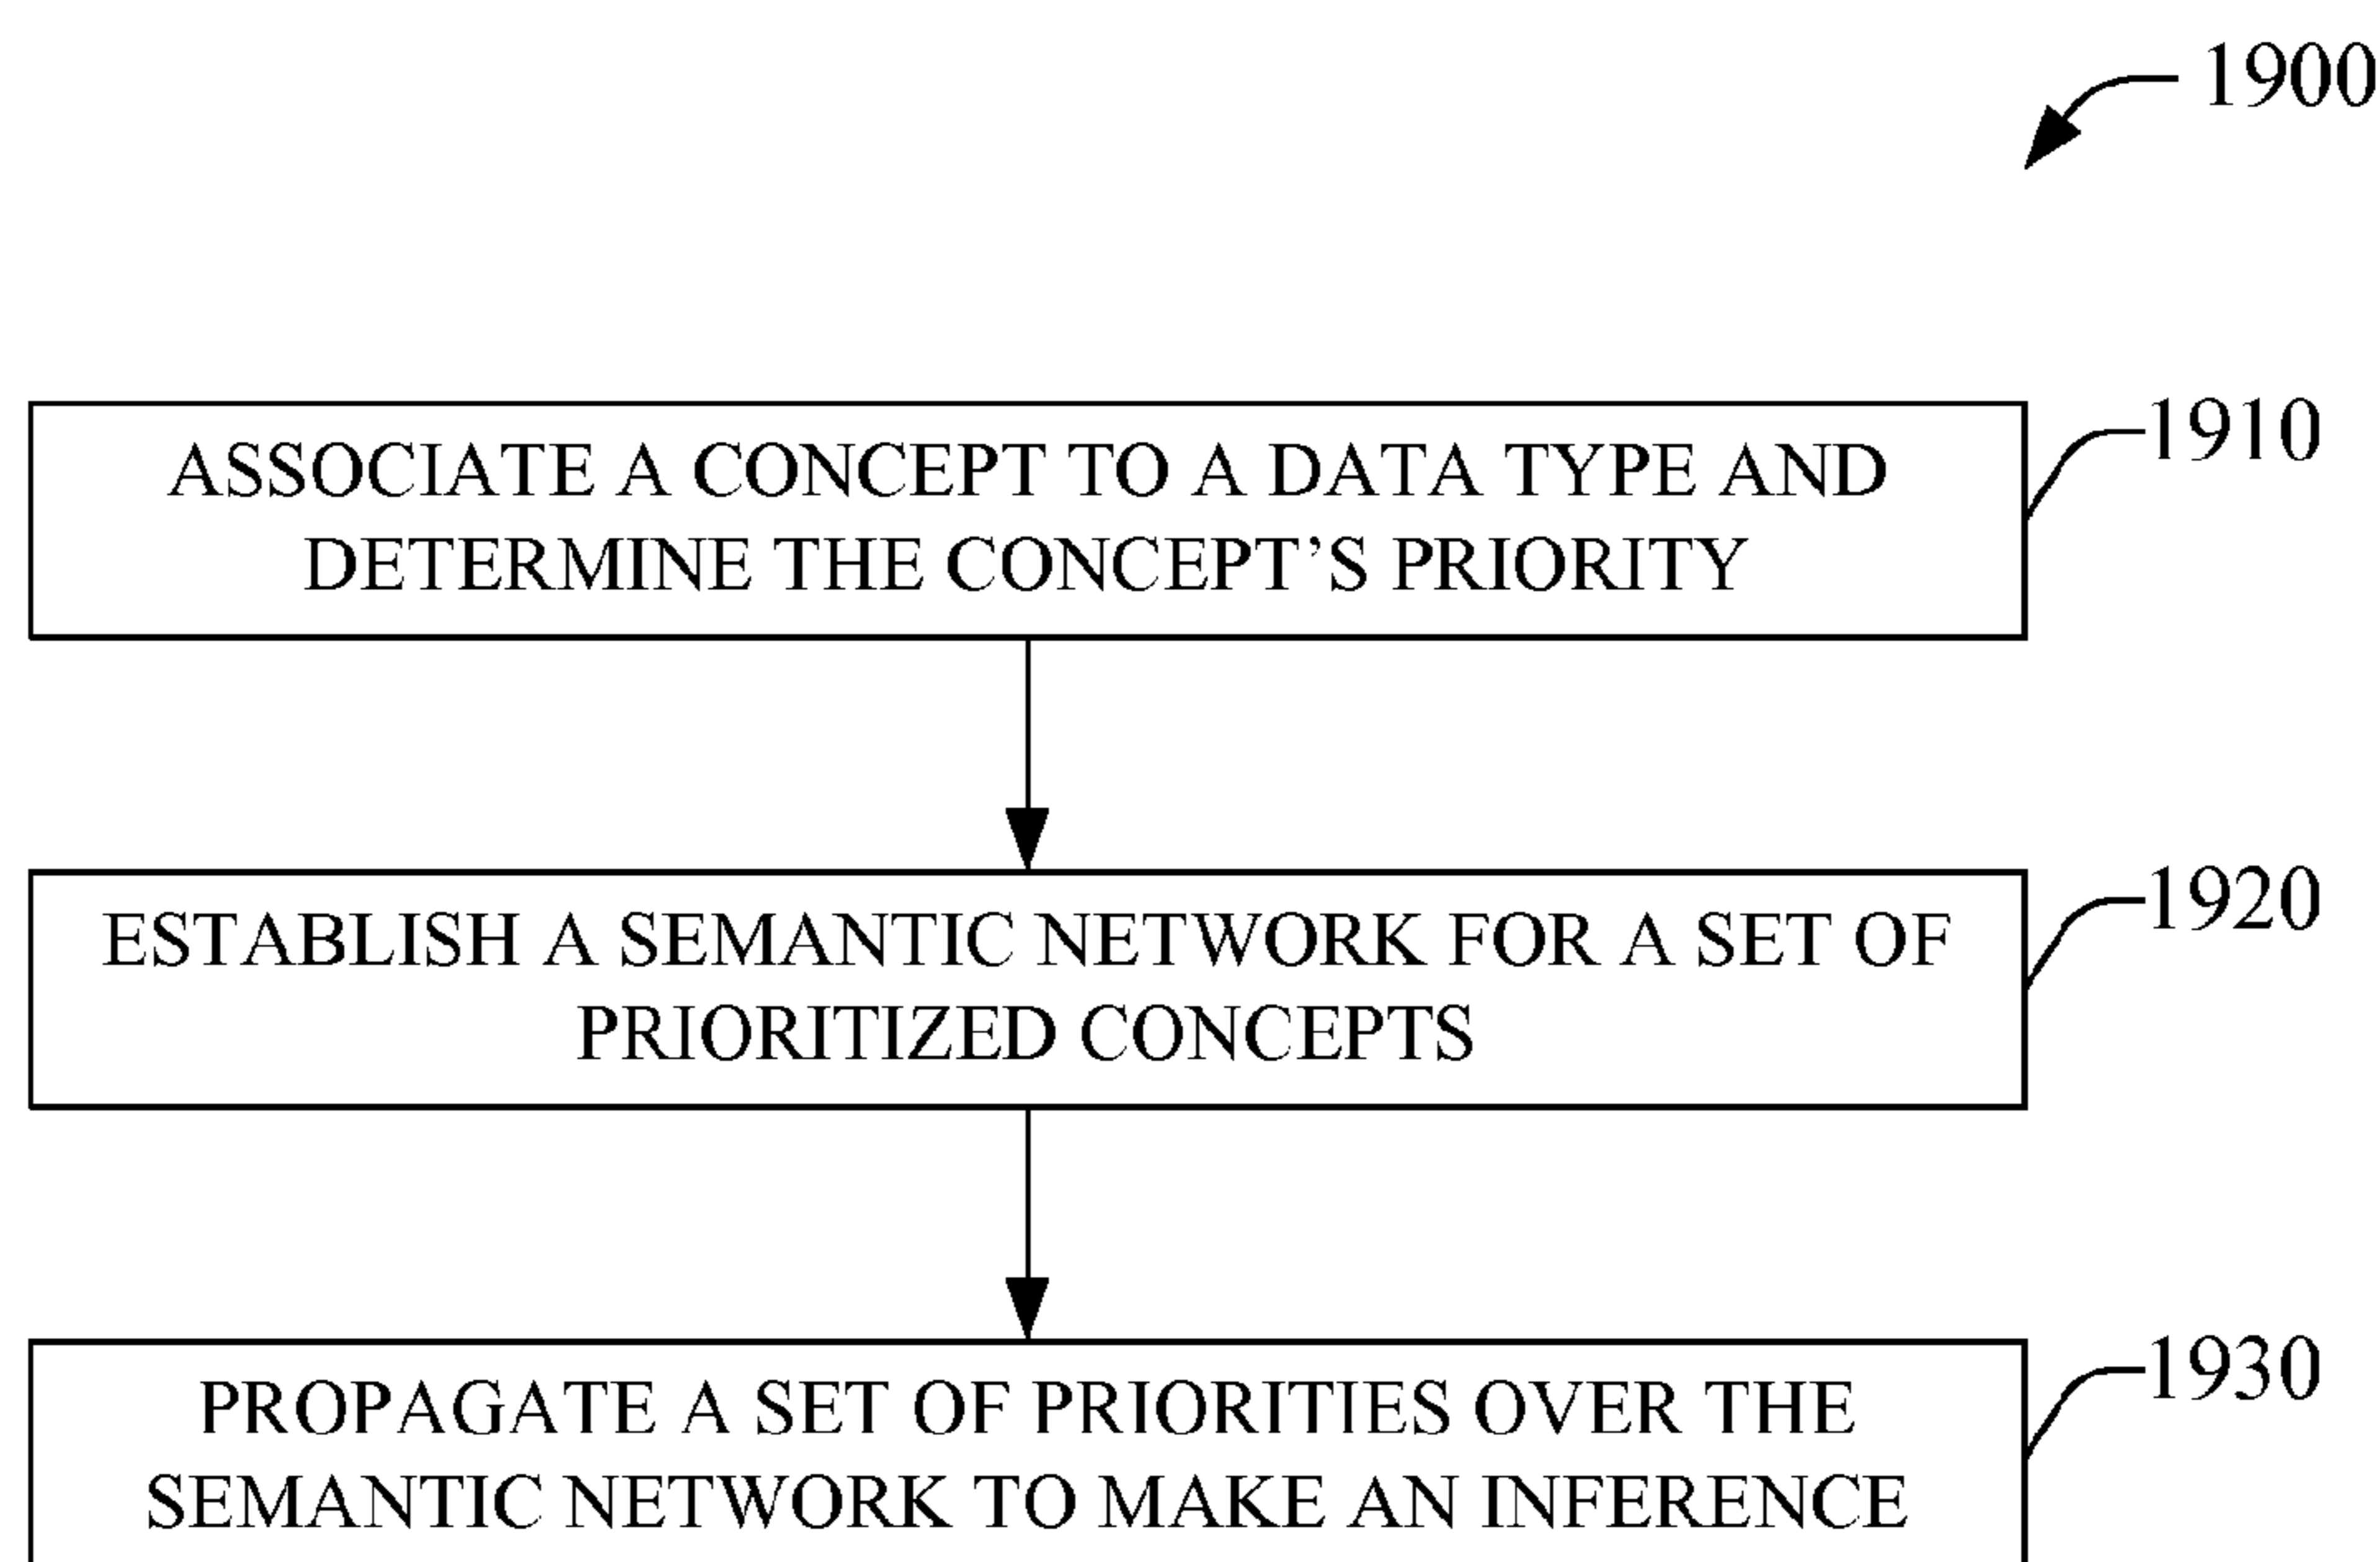 1900
ASSOCIATE A CONCEPT TO A DATA TYPE AND
DETERMINE THE CONCEPT’S PRIORITY
1910
ESTABLISH A SEMANTIC NETWORK FOR A SET OF
PRIORITIZED CONCEPTS
1920
PROPAGATE A SET OF PRIORITIES OVER THE
SEMANTIC NETWORK TO MAKE AN INFERENCE
1930